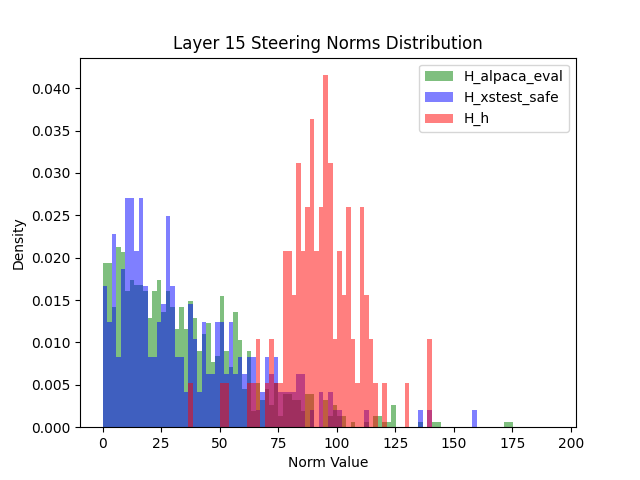 Layer 15 Steering Norms Distribution
H_alpaca_eval
H_xstest_safe
H_h
0.040
0.035
0.030
0.025
0.020
0.015
0.010
0.005
0.000
Density
0 25 50 75 100 125 150 175 200
Norm Value